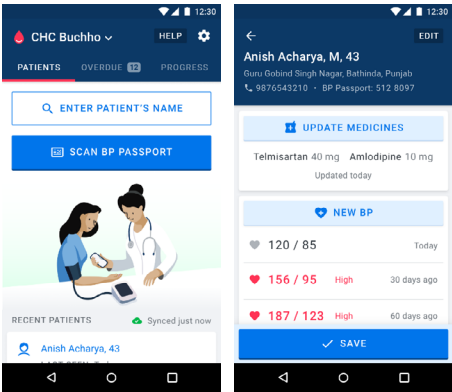 12:30
CHC Buchho
HELP
PATIENTS OVERDUE 12 PROGRESS
ENTER PATIENT'S NAME
SCAN BP PASSPORT
RECENT PATIENTS
Synced just now
Anish Acharya, 43
12:30
EDIT
Anish Acharya, M, 43
Guru Gobind Singh Nagar, Bathinda, Punjab
9876543210 • BP Passport: 512 8097
UPDATE MEDICINES
Telmisartan 40 mg Amlodipine 10 mg
Updated today
NEW BP
120 / 85 Today
156 / 95 High 30 days ago
187 / 123 High 60 days ago
SAVE